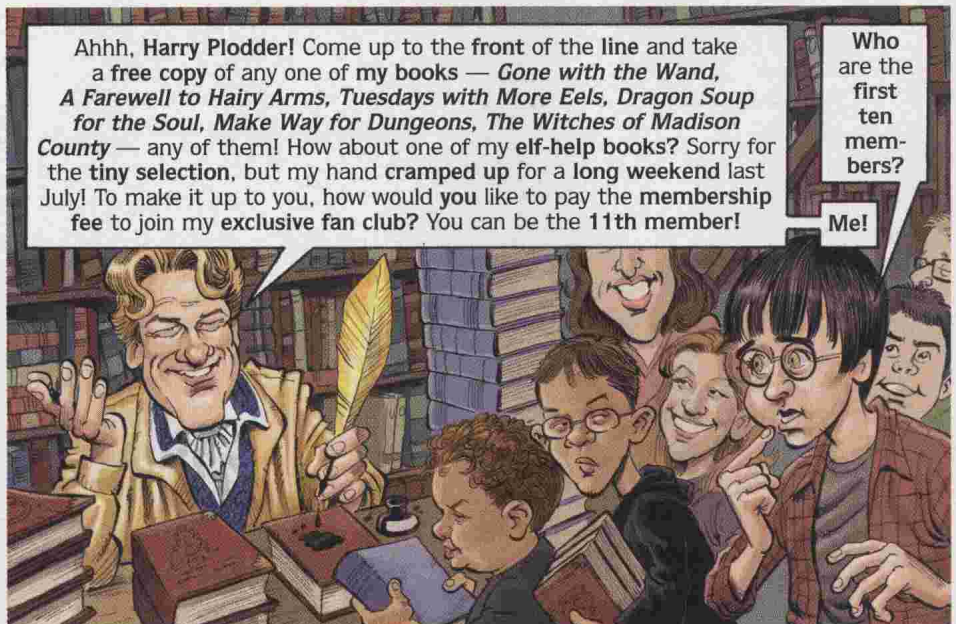 Ahhh, Harry Plodder! Come up to the front of the line and take
a free copy of any one of my books — Gone with the Wand,
A Farewell to Hairy Arms, Tuesdays with More Eels, Dragon Soup
for the Soul, Make Way for Dungeons, The Witches of Madison
County — any of them! How about one of my elf-help books? Sorry for
the tiny selection, but my hand cramped up for a long weekend last
July! To make it up to you, how would you like to pay the membership
fee to join my exclusive fan club? You can be the 11th member!
Who
are the
first
ten
mem-
bers?
Me!